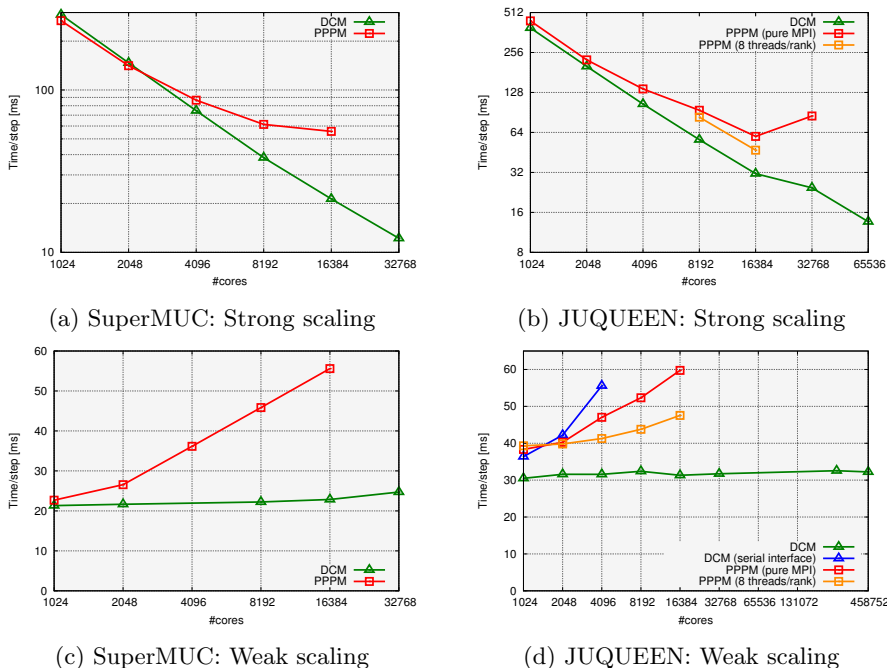 DCM
PPPM
100
10
Time/step [ms]
1024 2048 4096 8192 16384 32768
#cores
(a) SuperMUC: Strong scaling
DCM
PPPM (pure MPI)
PPPM (8 threads/rank)
512
256
128
64
32
16
8
Time/step [ms]
1024 2048 4096 8192 16384 32768 65536
#cores
(b) JUQUEEN: Strong scaling
60
50
40
30
20
10
0
Time/step [ms]
DCM
PPPM
1024 2048 4096 8192 16384 32768
#cores
(c) SuperMUC: Weak scaling
60
50
40
30
20
10
0
Time/step [ms]
DCM
DCM (serial interface)
PPPM (pure MPI)
PPPM (8 threads/rank)
1024 2048 4096 8192 16384 32768 65536 131072 458752
#cores
(d) JUQUEEN: Weak scaling